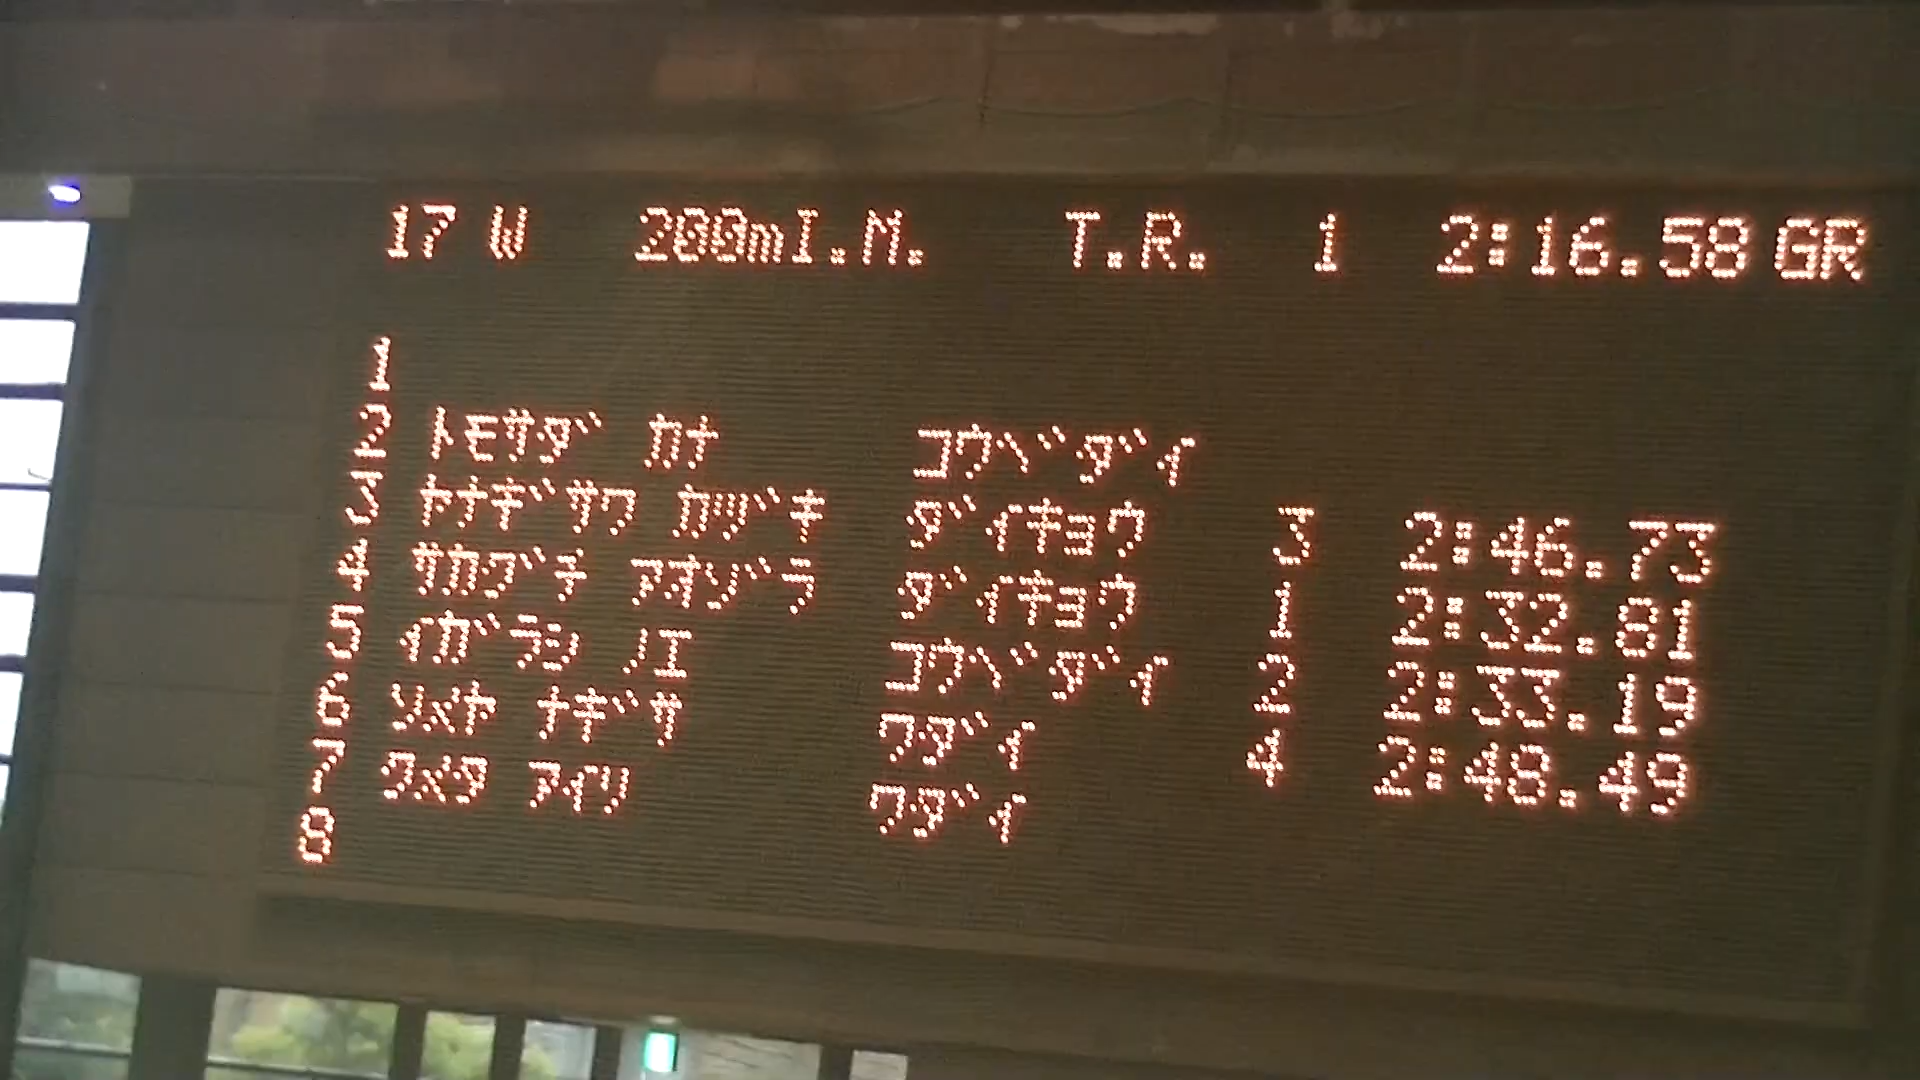 17 W 200mI.M. T.R. 1 2:16.58 GR
1
2 トモサダ カナ コウベダイ
3 ヤナギサワ カヅキ ダイキョウ 3 2:46.73
4 サカグチ アオゾラ ダイキョウ 1 2:32.81
5 イガラシ ノエ コウベダイ 2 2:33.19
6 ソメヤ ナギサ ワダイ 4 2:48.49
7 クメダ アイリ ワダイ
8